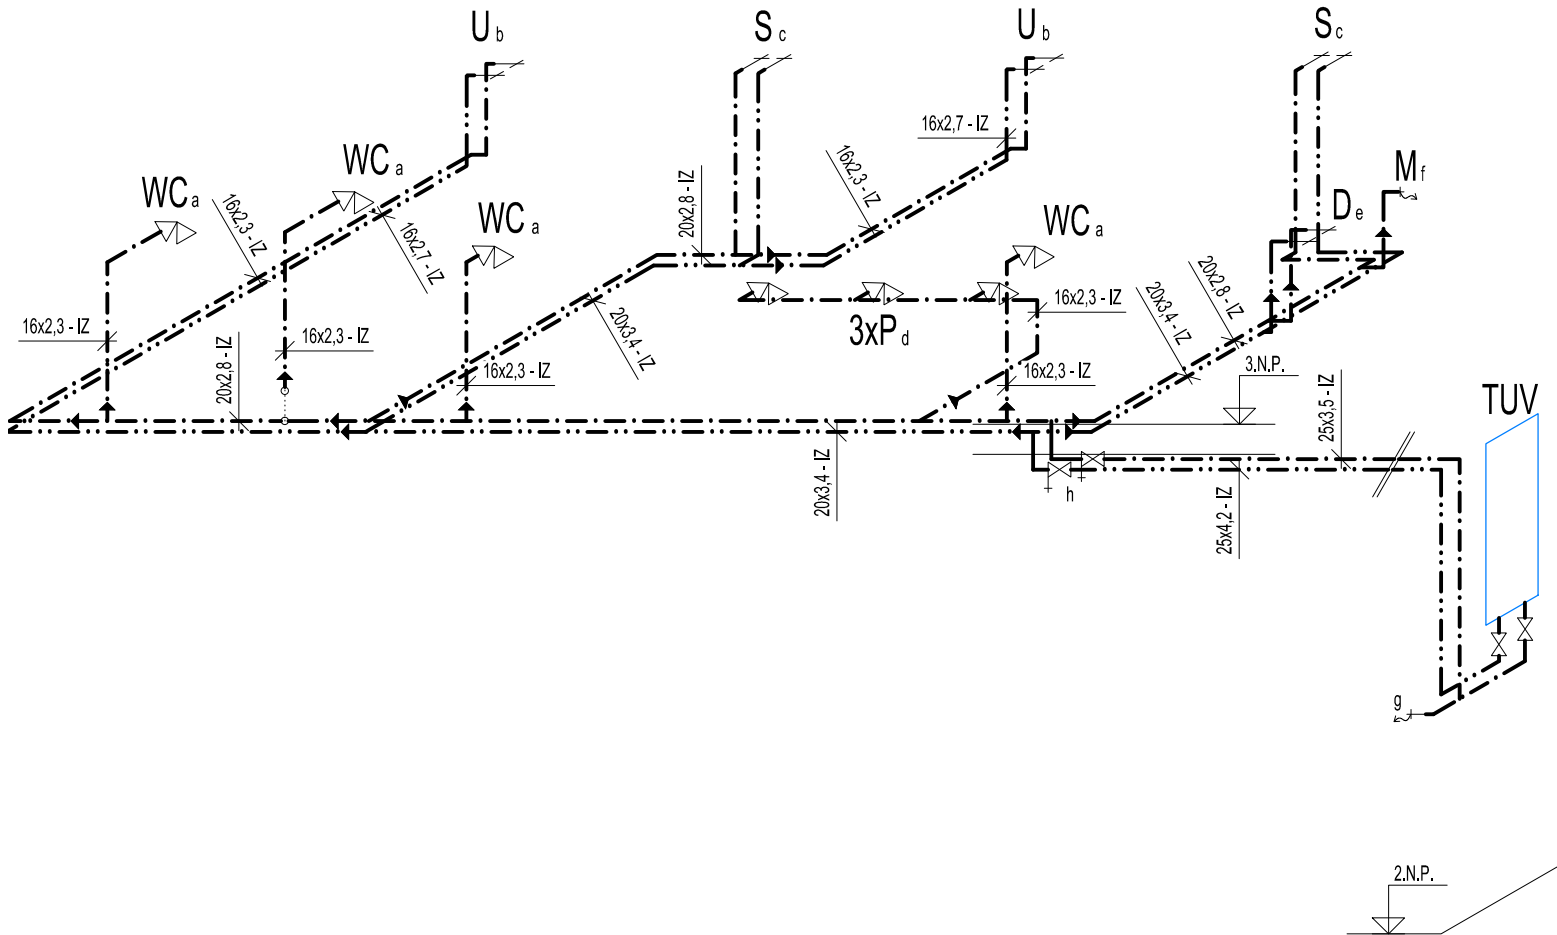 U b
S c
U b
S c
16x2,7 - IZ
WC a
WC a
16x2,3 - IZ
M f
WC a
16x2,3 - IZ
16x2,7 - IZ
20x2,8 - IZ
WC a
D e
WC a
16x2,3 - IZ
16x2,3 - IZ
20x2,8 - IZ
20x3,4 - IZ
3xP d
16x2,3 - IZ
20x3,4 - IZ
20x2,8 - IZ
16x2,3 - IZ
16x2,3 - IZ
3.N.P.
TUV
20x3,4 - IZ
h
25x4,2 - IZ
25x3,5 - IZ
g
2.N.P.